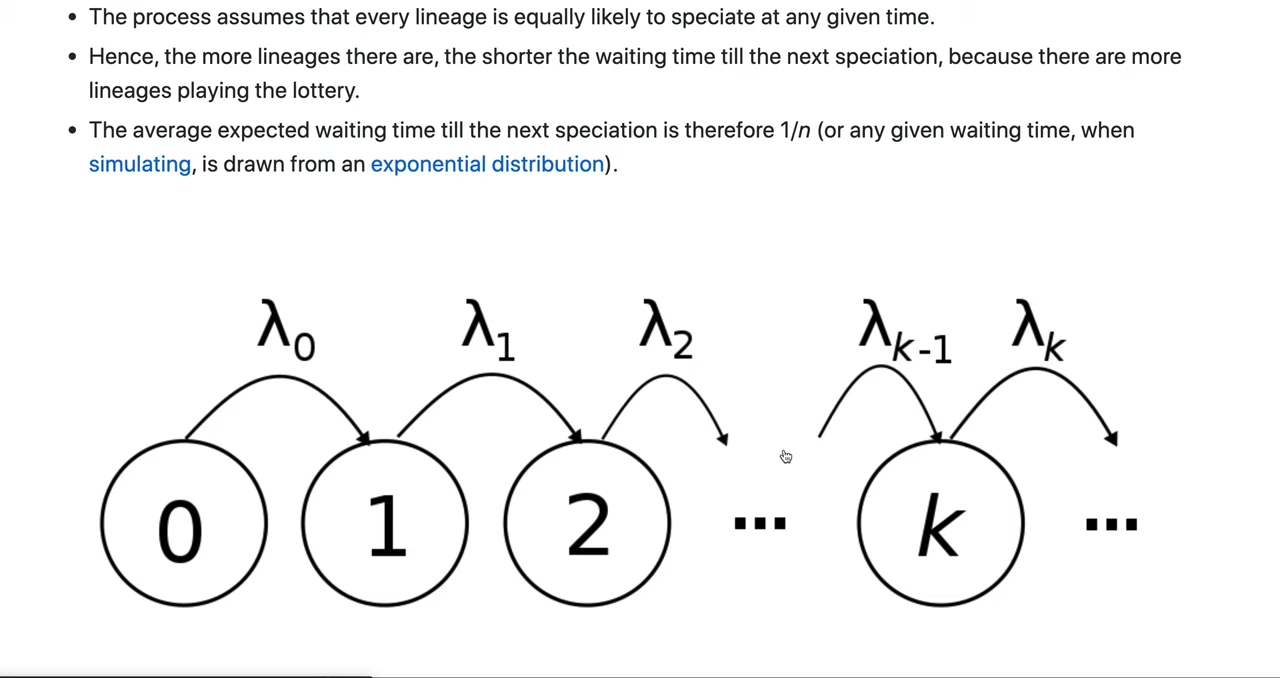 • The process assumes that every lineage is equally likely to speciate at any given time.
• Hence, the more lineages there are, the shorter the waiting time till the next speciation, because there are more
lineages playing the lottery.
• The average expected waiting time till the next speciation is therefore 1/n (or any given waiting time, when
simulating, is drawn from an exponential distribution).
λ0 λ1 λ2 λk-1 λk
0 1 2 ... k ...